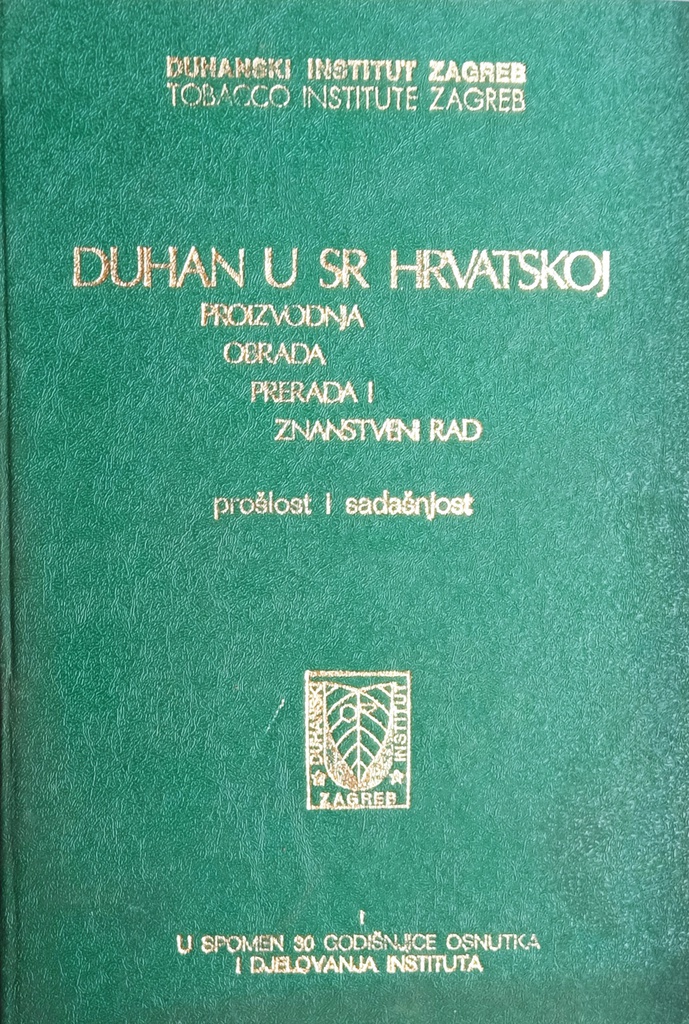 DUHANSKI INSTITUT ZAGREB
TOBACCO INSTITUTE ZAGREB
DUHAN U SR HRVATSKOJ
PROIZVODNJA
OBRADA
PRERADA I
ZNANSTVENI RAD
prošlost i sadašnjost
DUHANSKI
INSTITUT
ZAGREB
I
U SPOMEN 30 GODIŠNJICE OSNUTKA
I DJELOVANJA INSTITUTA